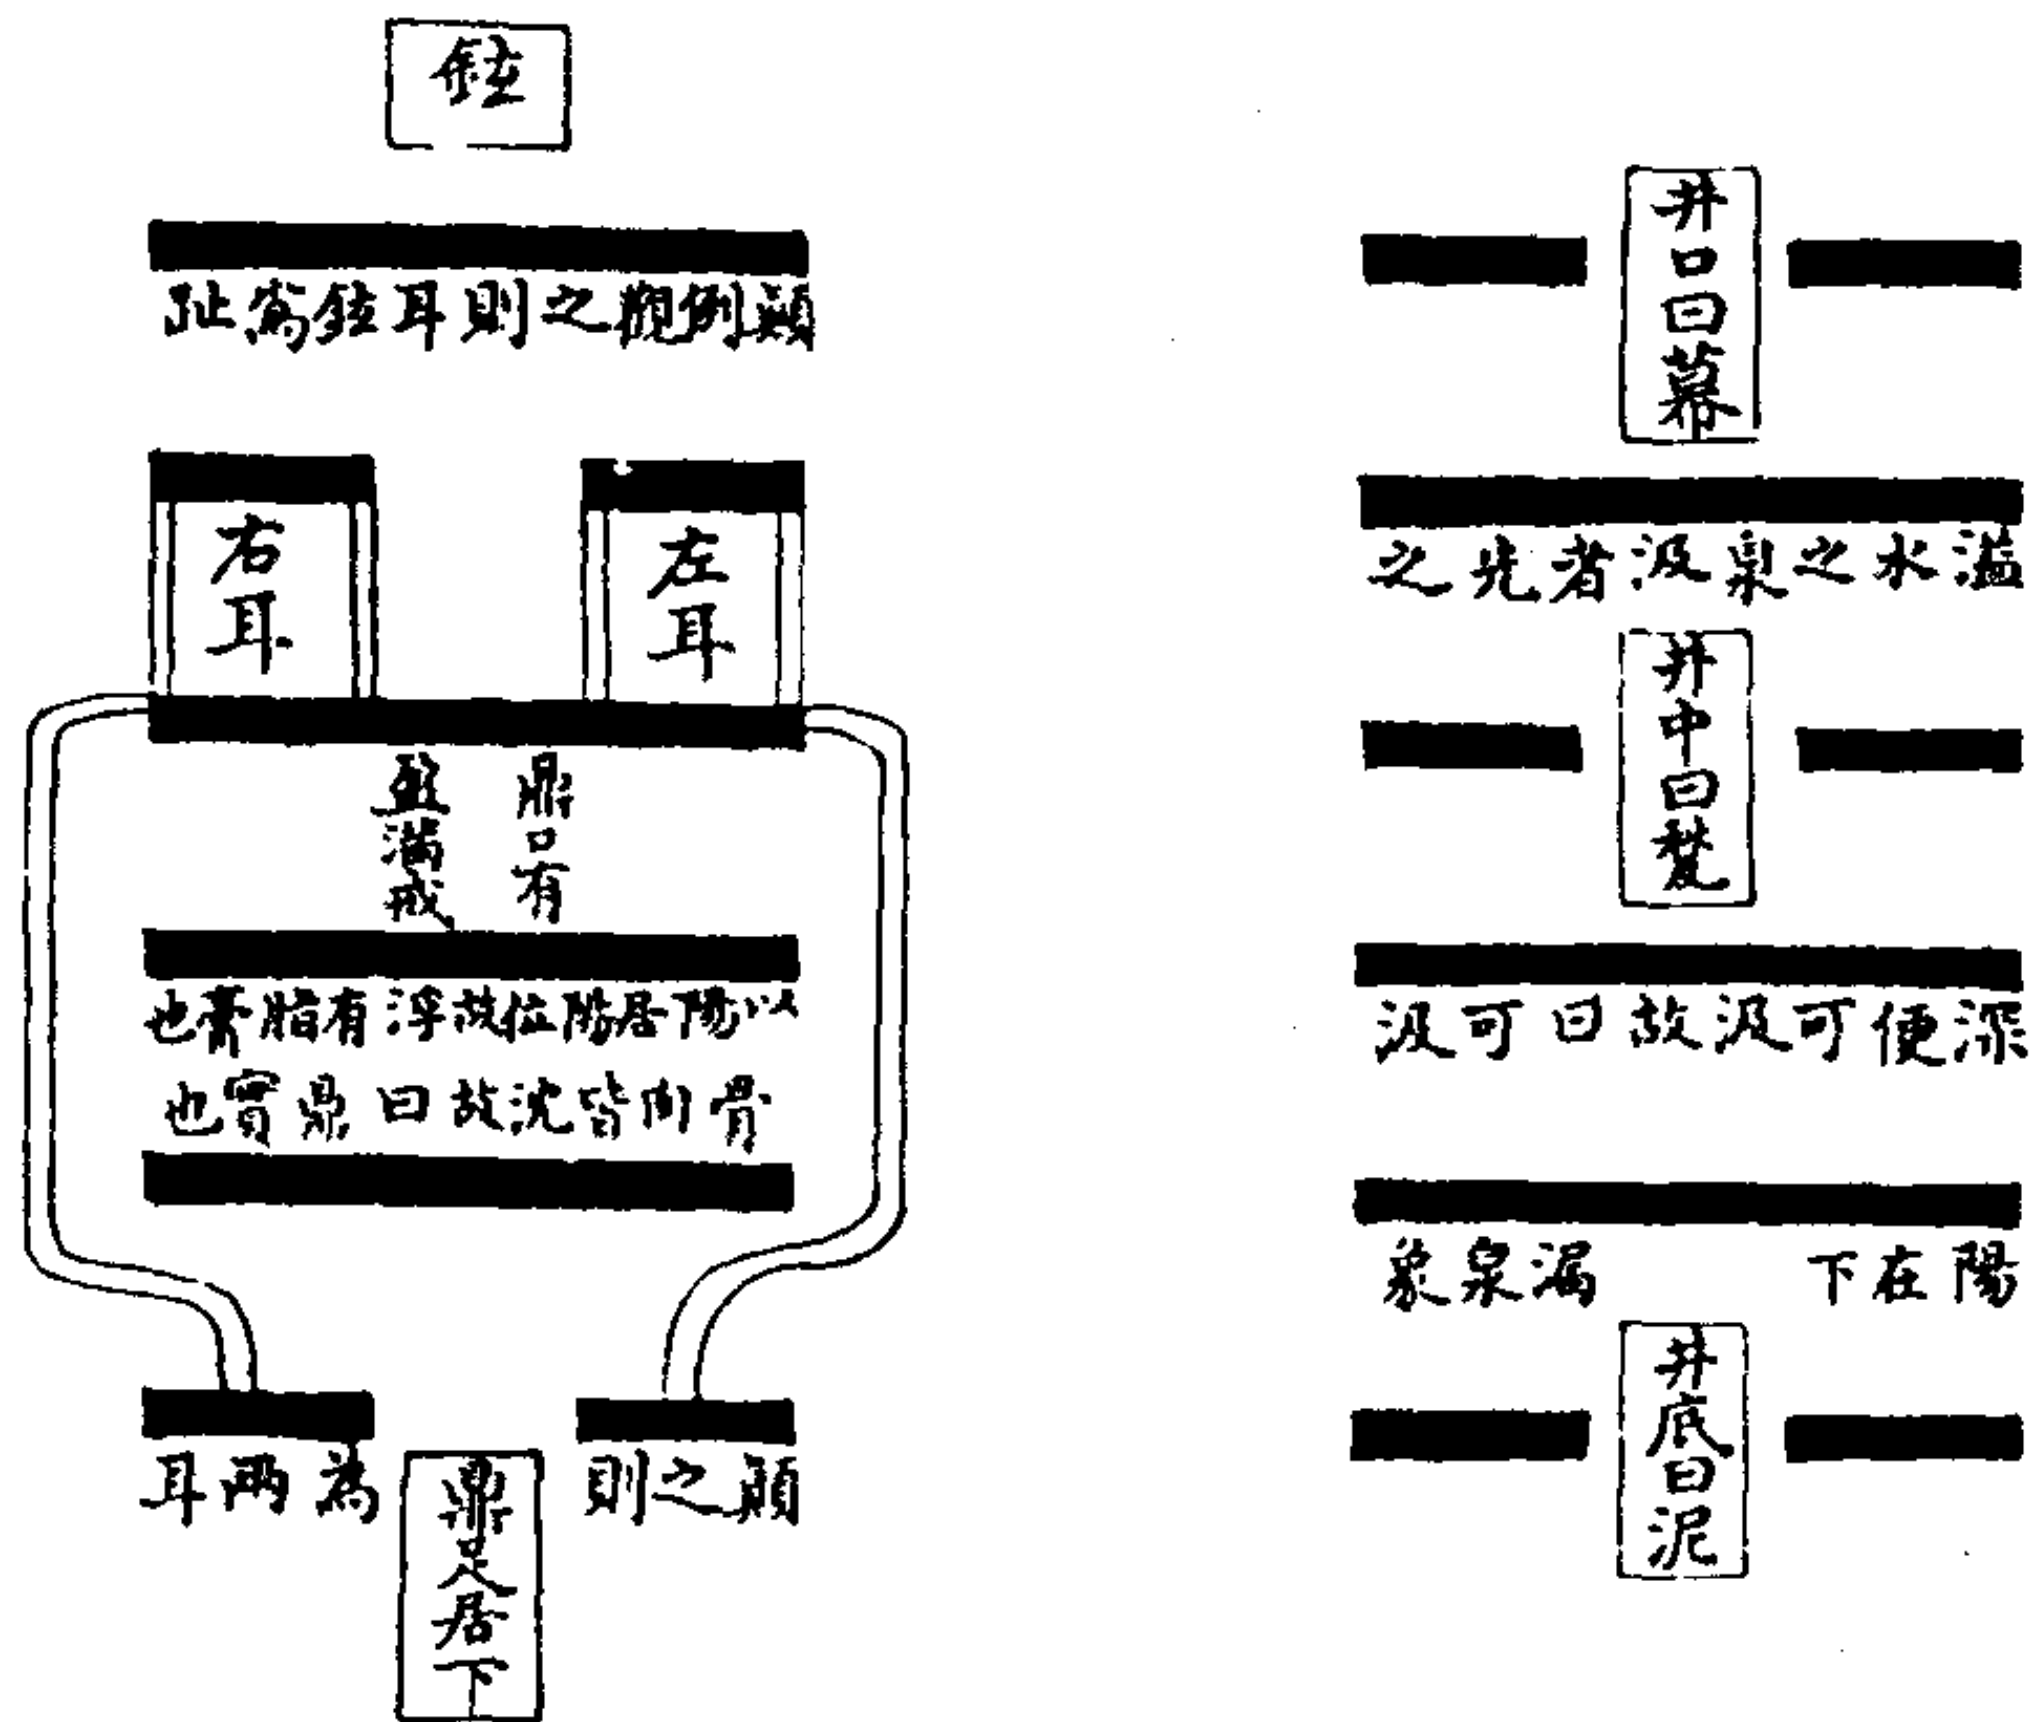 井口曰幕
溢水之泉汲者先之
井中曰甃
深便可汲故曰可汲
陽在下
漏泉象
井底曰泥
鉉
顛倒觀之則耳鉉爲趾
左耳
右耳
鼎口有
盈滿戒
以陽居陽位故浮有脂膏也
骨肉皆沈故曰鼎實也
顛之則
爲兩耳
鼎足居下